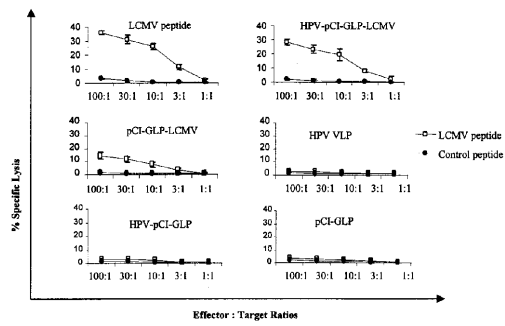 LCMV peptide
40
30
20
10
0
100:1 30:1 10:1 3:1 1:1
HPV-pCI-GLP-LCMV
40
30
20
10
0
100:1 30:1 10:1 3:1 1:1
pCI-GLP-LCMV
40
30
20
10
0
100:1 30:1 10:1 3:1 1:1
HPV VLP
40
30
20
10
0
100:1 30:1 10:1 3:1 1:1
LCMV peptide
Control peptide
HPV-pCI-GLP
40
30
20
10
0
100:1 30:1 10:1 3:1 1:1
pCI-GLP
40
30
20
10
0
100:1 30:1 10:1 3:1 1:1
% Specific Lysis
Effector : Target Ratios